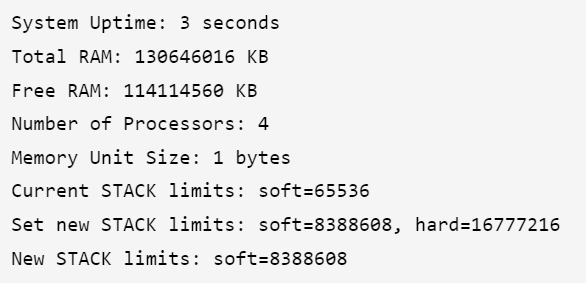 System Uptime: 3 seconds
Total RAM: 130646016 KB
Free RAM: 114114560 KB
Number of Processors: 4
Memory Unit Size: 1 bytes
Current STACK limits: soft=65536
Set new STACK limits: soft=8388608, hard=16777216
New STACK limits: soft=8388608